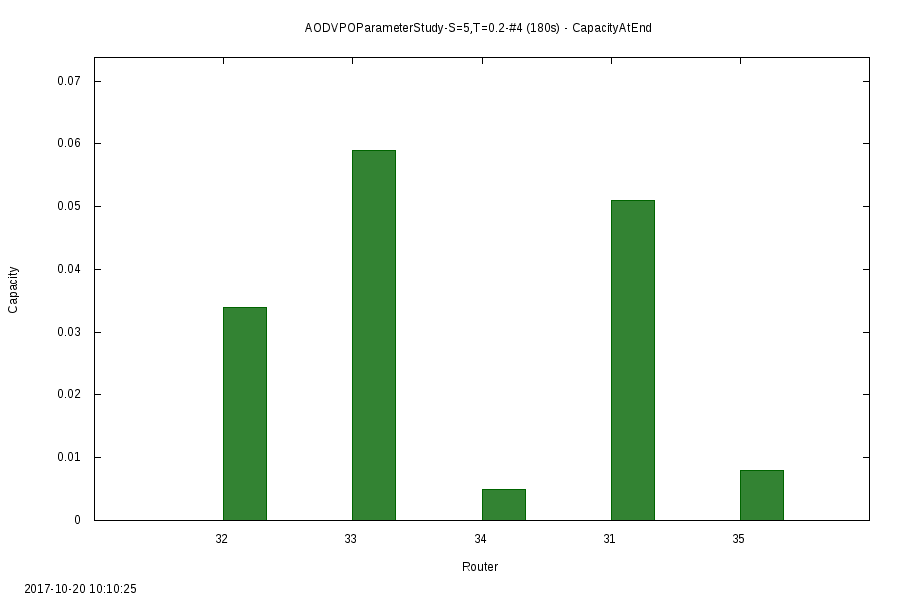 AODVPOParameterStudy-S=5,T=0.2-#4 (180s) - CapacityAtEnd
0.07
0.06
0.05
0.04
0.03
0.02
0.01
0
Capacity
32 33 34 31 35
Router
2017-10-20 10:10:25